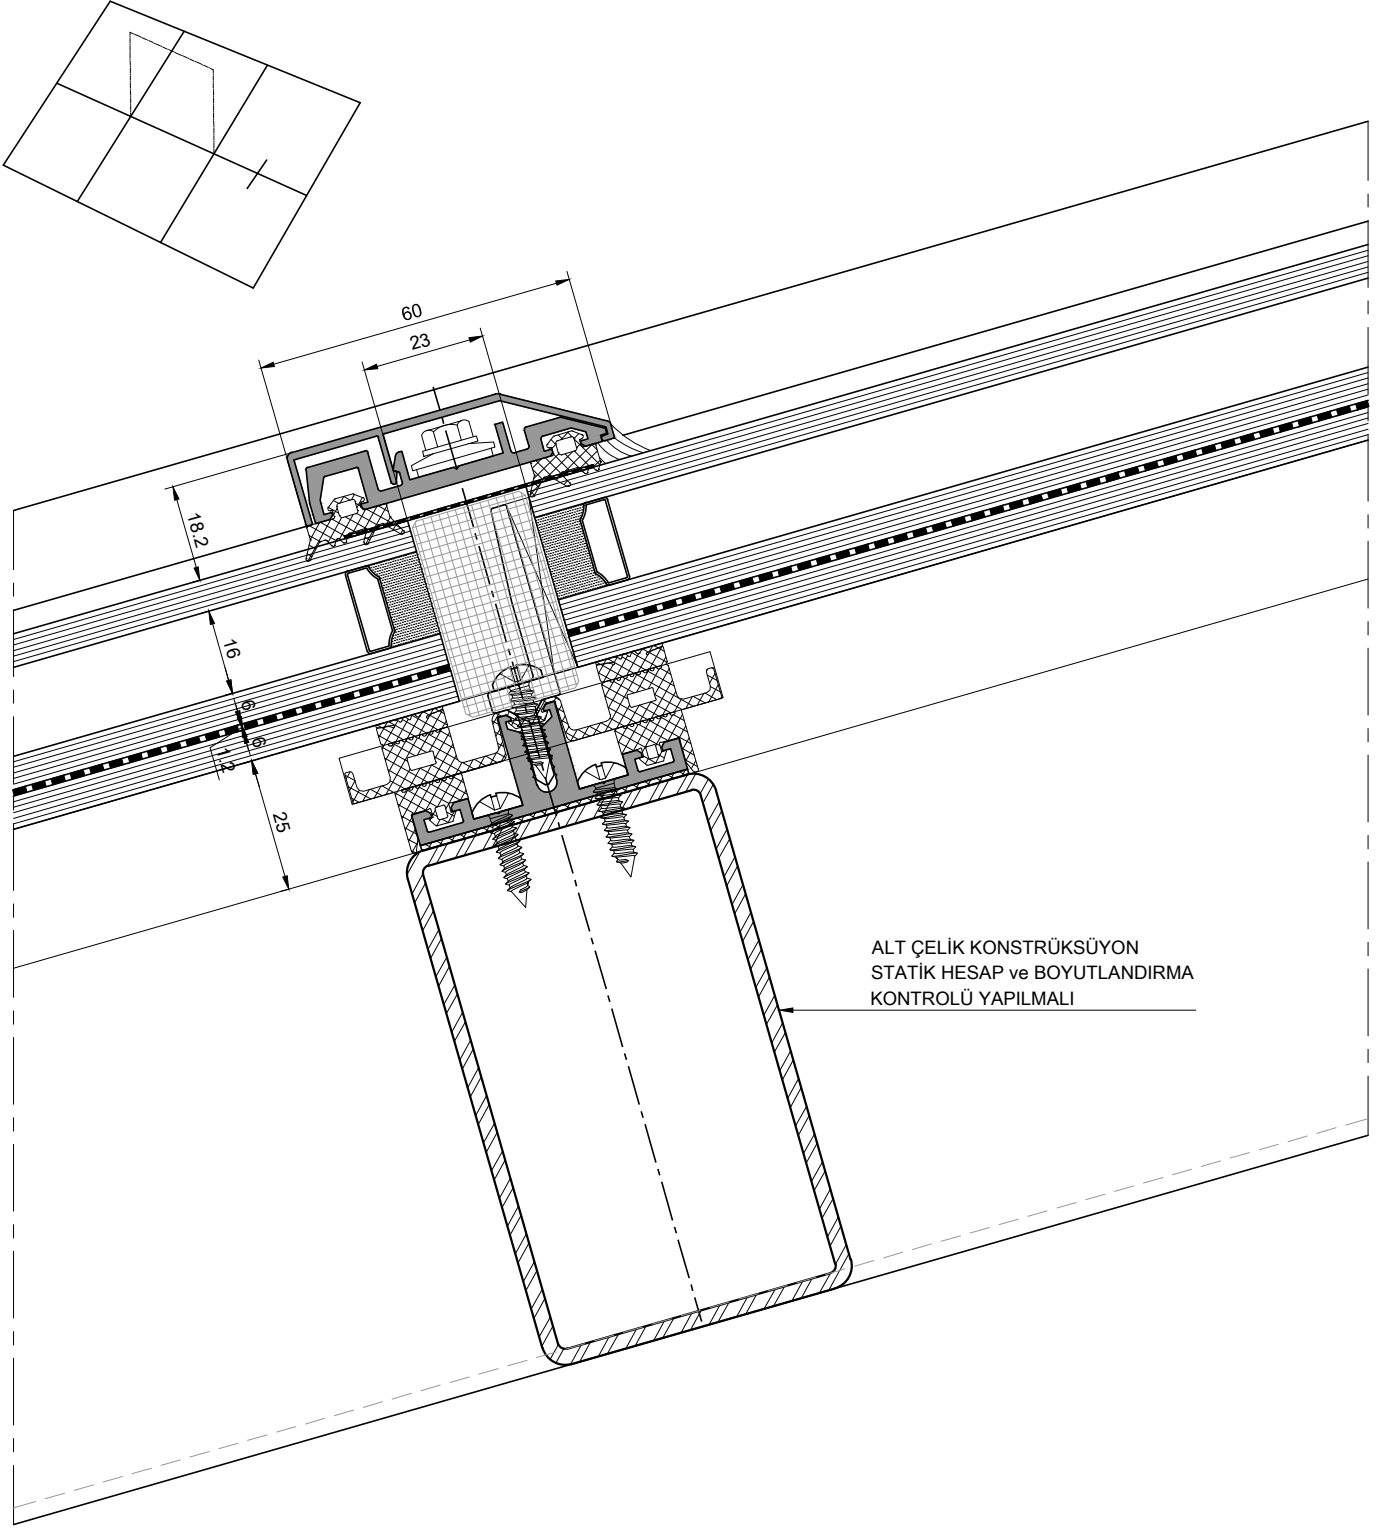 60
23
18.2
16
6
6
1.2
25
ALT ÇELİK KONSTRÜKSÜYON
STATİK HESAP ve BOYUTLANDIRMA
KONTROLÜ YAPILMALI